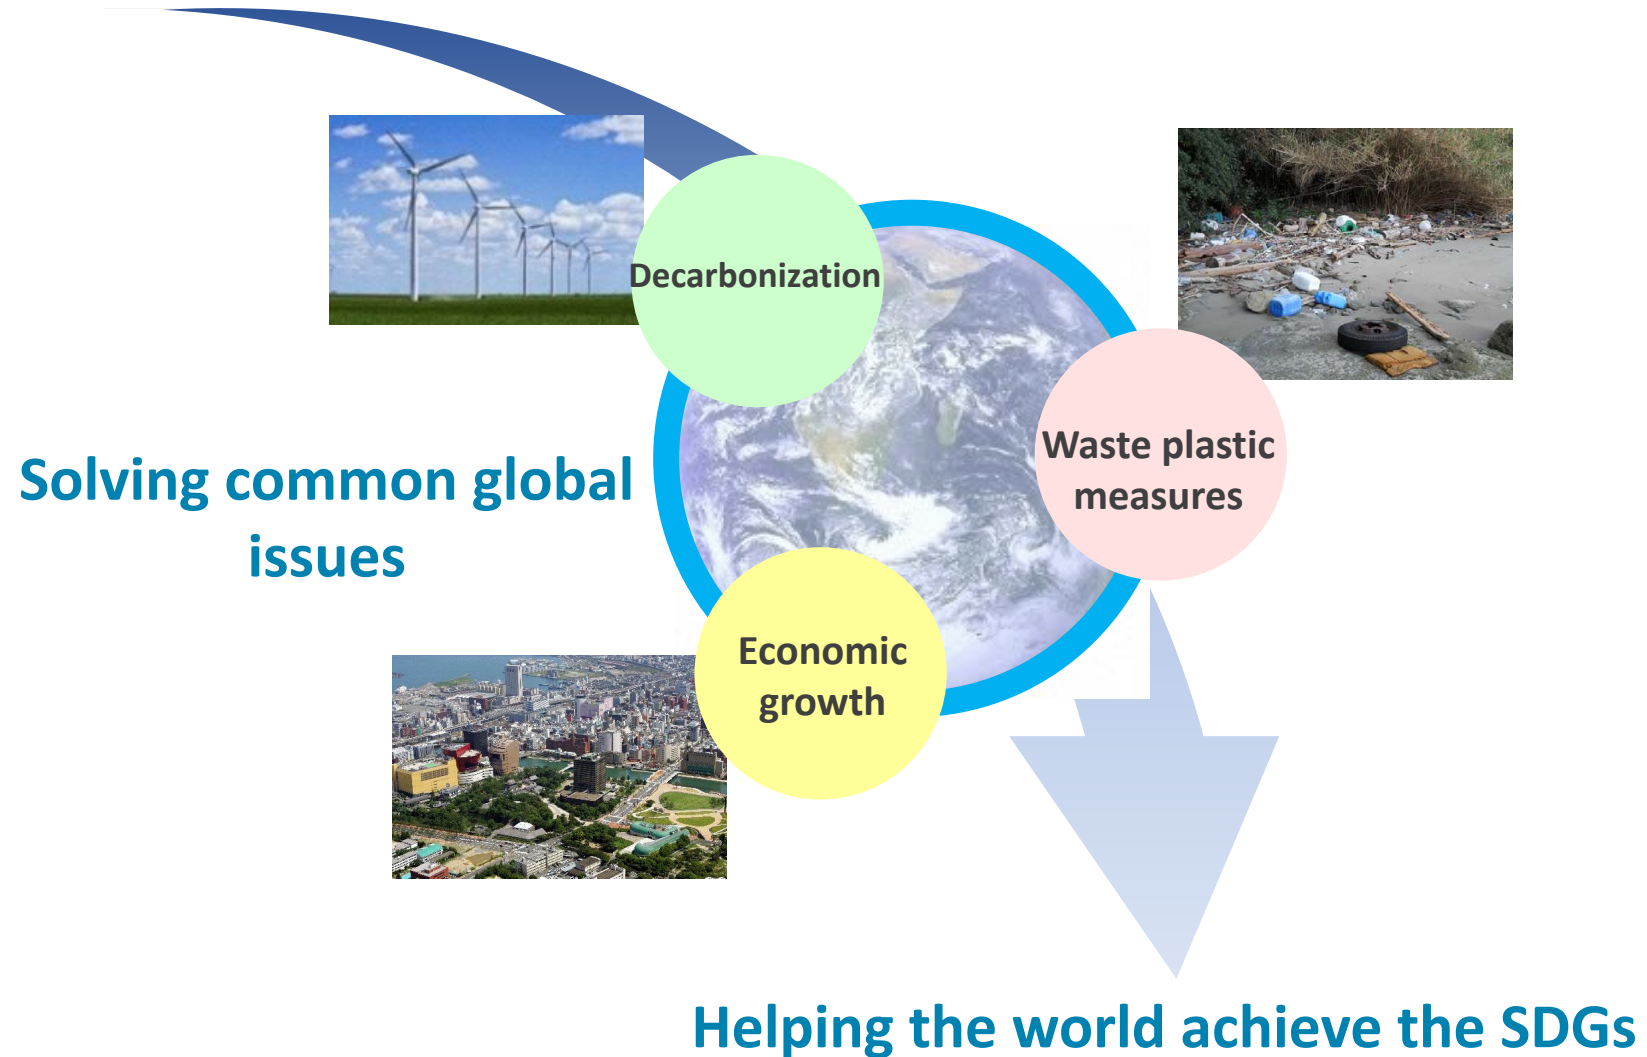 Decarbonization
Waste plastic
measures
Solving common global
issues
Economic
growth
Helping the world achieve the SDGs